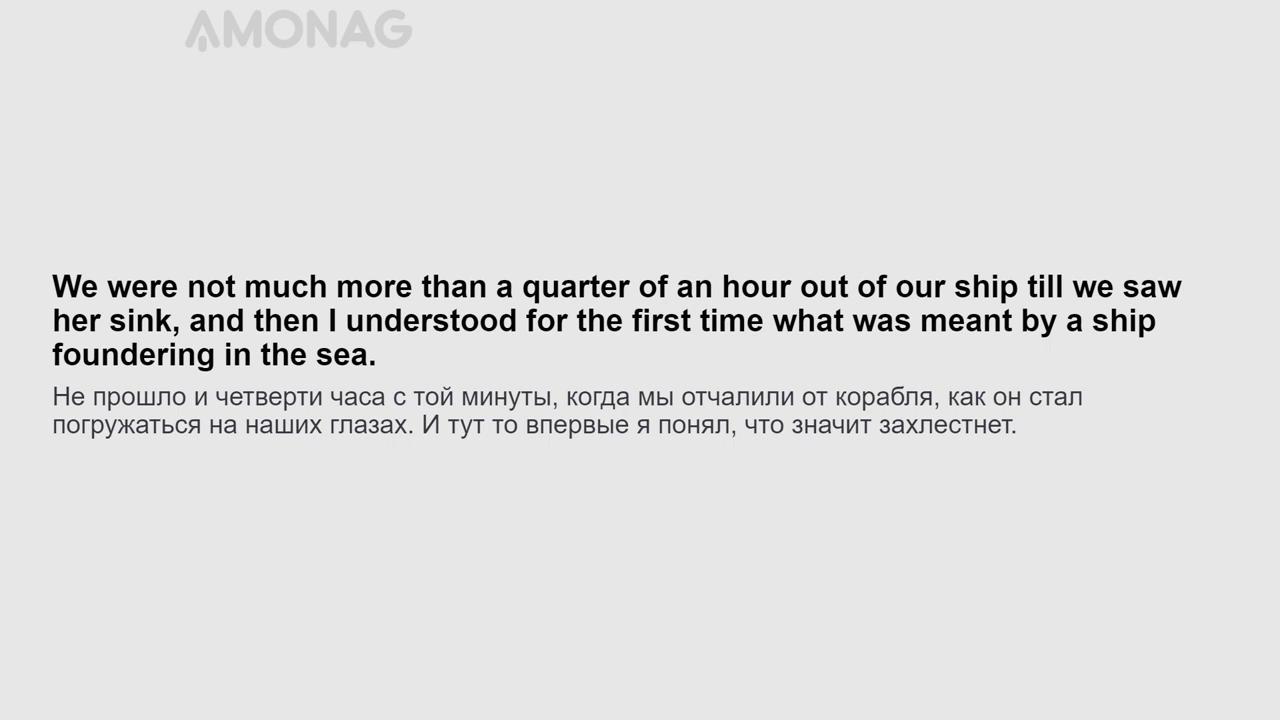 AMONAG
We were not much more than a quarter of an hour out of our ship till we saw
her sink, and then I understood for the first time what was meant by a ship
foundering in the sea.
Не прошло и четверти часа с той минуты, когда мы отчалили от корабля, как он стал
погружаться на наших глазах. И тут то впервые я понял, что значит захлестнет.